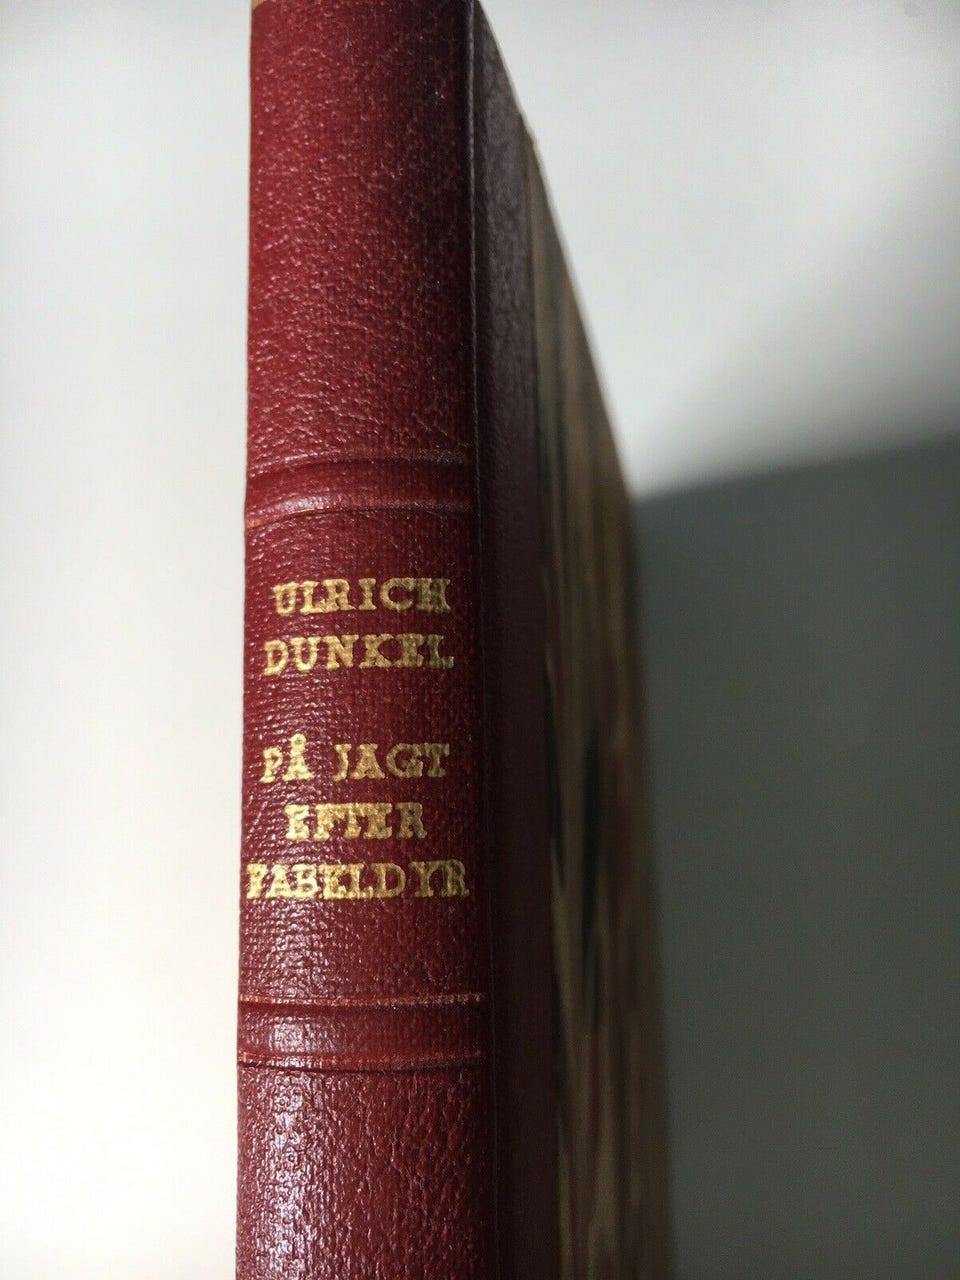 ULRICH
DUNKEL
PÅ JAGT
EFTER
FABELDYR